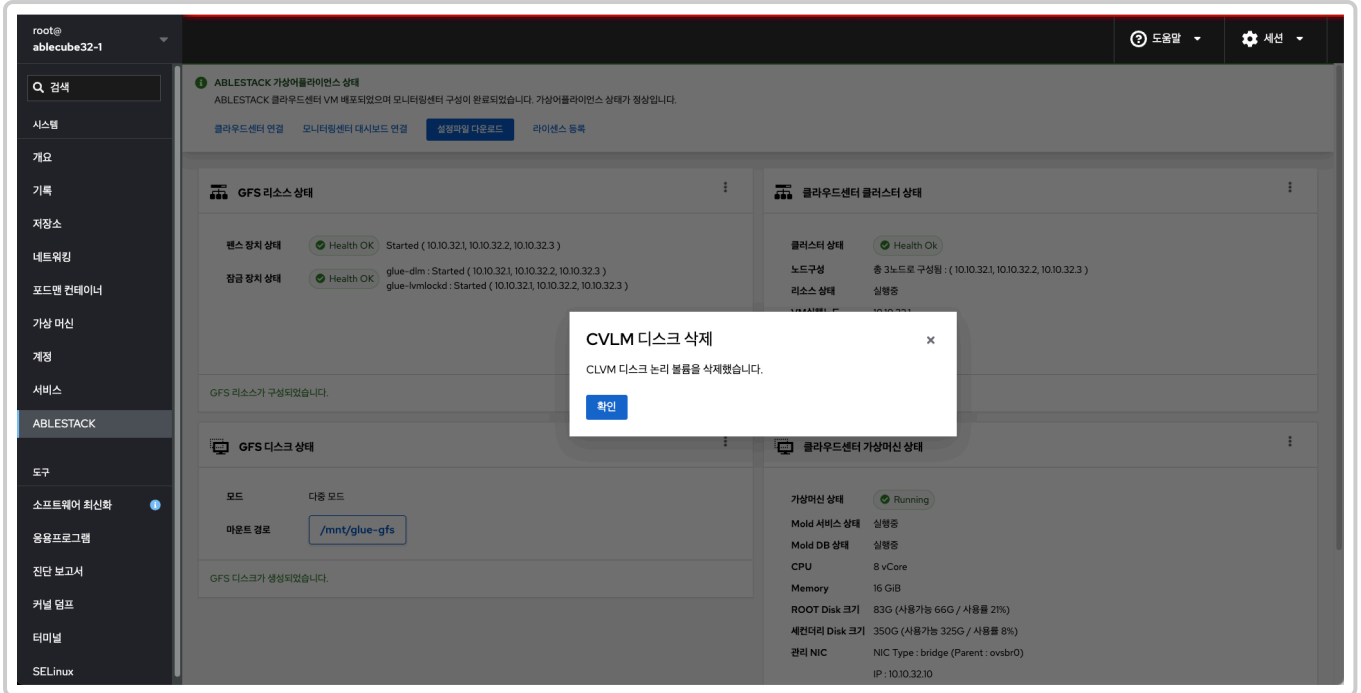 root@
ablecube32-1
도움말
세션
검색
시스템
개요
기록
저장소
네트워킹
포드맨 컨테이너
가상 머신
계정
서비스
ABLESTACK
도구
소프트웨어 최신화
응용프로그램
진단 보고서
커널 덤프
터미널
SELinux
ABLESTACK 가상어플라이언스 상태
ABLESTACK 클라우드센터 VM 배포되었으며 모니터링센터 구성이 완료되었습니다. 가상어플라이언스 상태가 정상입니다.
클라우드센터 연결 모니터링센터 대시보드 연결 설정파일 다운로드 라이센스 등록
GFS 리소스 상태
펜스 장치 상태 Health OK Started ( 10.10.32.1, 10.10.32.2, 10.10.32.3 )
잠금 장치 상태 Health OK glue-dlm : Started ( 10.10.32.1, 10.10.32.2, 10.10.32.3 )
glue-lvmlockd : Started ( 10.10.32.1, 10.10.32.2, 10.10.32.3 )
GFS 리소스가 구성되었습니다.
클라우드센터 클러스터 상태
클러스터 상태 Health Ok
노드구성 총 3노드로 구성됨 : ( 10.10.32.1, 10.10.32.2, 10.10.32.3 )
리소스 상태 실행중
CVLM 디스크 삭제
CLVM 디스크 논리 볼륨을 삭제했습니다.
확인
GFS 디스크 상태
모드 다중 모드
마운트 경로 /mnt/glue-gfs
GFS 디스크가 생성되었습니다.
클라우드센터 가상머신 상태
가상머신 상태 Running
Mold 서비스 상태 실행중
Mold DB 상태 실행중
CPU 8 vCore
Memory 16 GiB
ROOT Disk 크기 83G (사용가능 66G / 사용률 21%)
세컨더리 Disk 크기 350G (사용가능 325G / 사용률 8%)
관리 NIC NIC Type : bridge (Parent : ovsbr0)
IP : 10.10.32.10